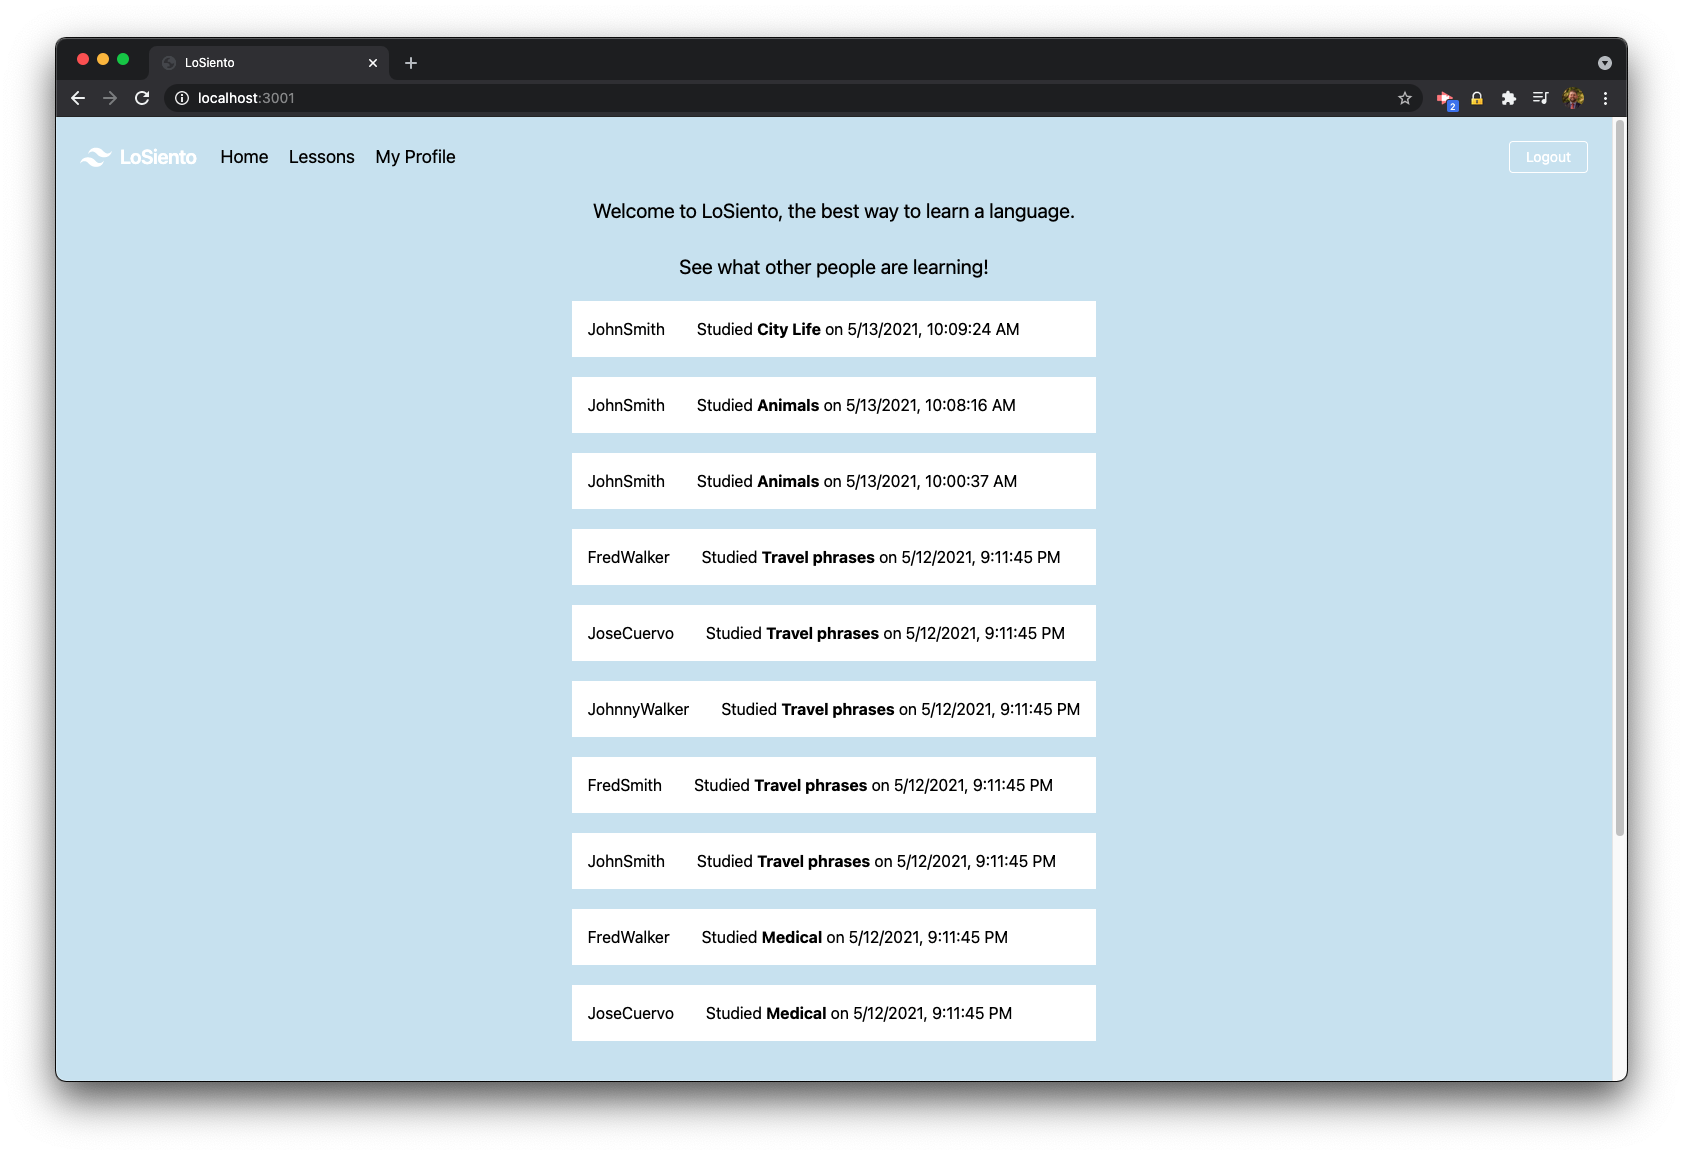 LoSiento
localhost:3001
2
LoSiento Home Lessons My Profile Logout
Welcome to LoSiento, the best way to learn a language.
See what other people are learning!
JohnSmith Studied City Life on 5/13/2021, 10:09:24 AM
JohnSmith Studied Animals on 5/13/2021, 10:08:16 AM
JohnSmith Studied Animals on 5/13/2021, 10:00:37 AM
FredWalker Studied Travel phrases on 5/12/2021, 9:11:45 PM
JoseCuervo Studied Travel phrases on 5/12/2021, 9:11:45 PM
JohnnyWalker Studied Travel phrases on 5/12/2021, 9:11:45 PM
FredSmith Studied Travel phrases on 5/12/2021, 9:11:45 PM
JohnSmith Studied Travel phrases on 5/12/2021, 9:11:45 PM
FredWalker Studied Medical on 5/12/2021, 9:11:45 PM
JoseCuervo Studied Medical on 5/12/2021, 9:11:45 PM